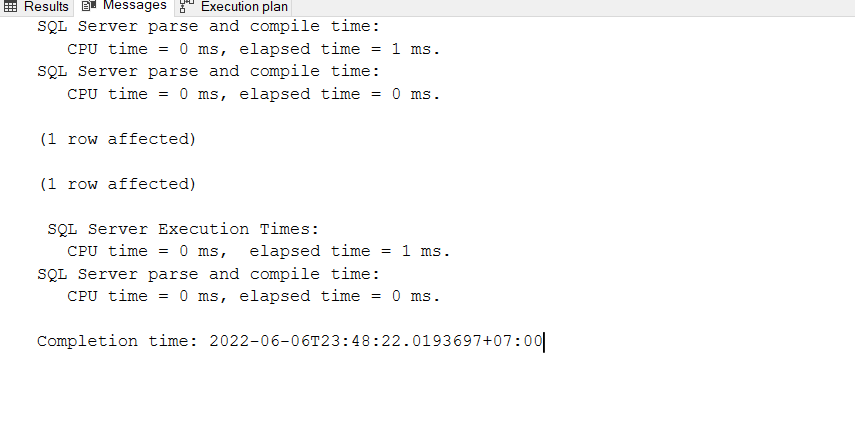 Results Messages Execution plan
SQL Server parse and compile time:
CPU time = 0 ms, elapsed time = 1 ms.
SQL Server parse and compile time:
CPU time = 0 ms, elapsed time = 0 ms.
(1 row affected)
(1 row affected)
SQL Server Execution Times:
CPU time = 0 ms,  elapsed time = 1 ms.
SQL Server parse and compile time:
CPU time = 0 ms, elapsed time = 0 ms.
Completion time: 2022-06-06T23:48:22.0193697+07:00